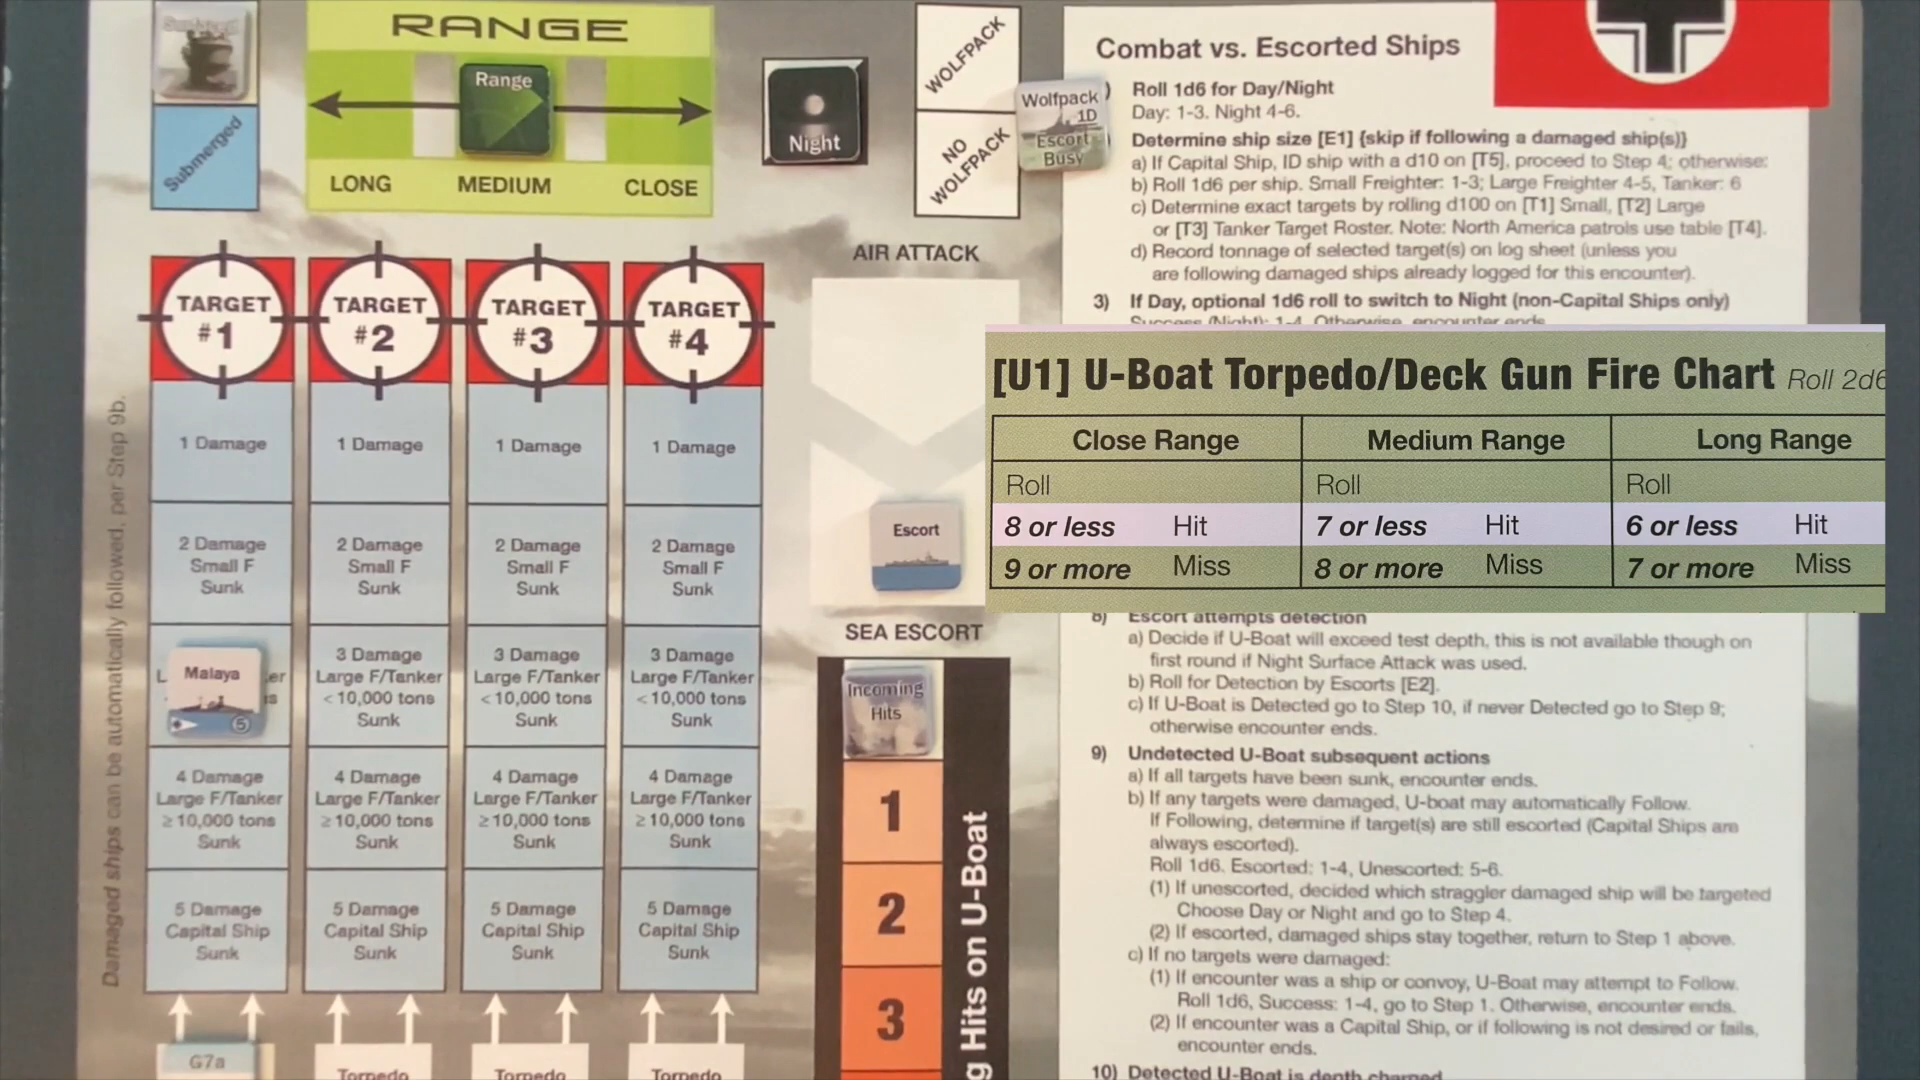 RANGE
Range
LONG
MEDIUM
CLOSE
Submerged
Night
WOLFPACK
NO
WOLFPACK
Wolfpack
1D
Escort
Busy
Combat vs. Escorted Ships
Roll 1d6 for Day/Night
Day: 1-3. Night 4-6.
Determine ship size [E1] {skip if following a damaged ship(s)}
a) If Capital Ship, ID ship with a d10 on [T5], proceed to Step 4; otherwise:
b) Roll 1d6 per ship. Small Freighter: 1-3; Large Freighter 4-5, Tanker: 6
c) Determine exact targets by rolling d100 on [T1] Small, [T2] Large
or [T3] Tanker Target Roster. Note: North America patrols use table [T4].
d) Record tonnage of selected target(s) on log sheet (unless you
are following damaged ships already logged for this encounter).
3) If Day, optional 1d6 roll to switch to Night (non-Capital Ships only)
Success (Night): 1-4. Otherwise, encounter ends.
[U1] U-Boat Torpedo/Deck Gun Fire Chart Roll 2d6
Close Range Medium Range Long Range
Roll Roll Roll
8 or less Hit 7 or less Hit 6 or less Hit
9 or more Miss 8 or more Miss 7 or more Miss
8) Escort attempts detection
a) Decide if U-Boat will exceed test depth, this is not available though on
first round if Night Surface Attack was used.
b) Roll for Detection by Escorts [E2].
c) If U-Boat is Detected go to Step 10, if never Detected go to Step 9;
otherwise encounter ends.
9) Undetected U-Boat subsequent actions
a) If all targets have been sunk, encounter ends.
b) If any targets were damaged, U-boat may automatically Follow.
If Following, determine if target(s) are still escorted (Capital Ships are
always escorted).
Roll 1d6. Escorted: 1-4, Unescorted: 5-6.
(1) If unescorted, decided which straggler damaged ship will be targeted
Choose Day or Night and go to Step 4.
(2) If escorted, damaged ships stay together, return to Step 1 above.
c) If no targets were damaged:
(1) If encounter was a ship or convoy, U-Boat may attempt to Follow.
Roll 1d6, Success: 1-4, go to Step 1. Otherwise, encounter ends.
(2) If encounter was a Capital Ship, or if following is not desired or fails,
encounter ends.
10) Detected U-Boat is depth charged
AIR ATTACK
Escort
SEA ESCORT
Incoming
Hits
1
2
3
g Hits on U-Boat
Damaged ships can be automatically followed, per Step 9b.
TARGET
#1
1 Damage
2 Damage
Small F
Sunk
Malaya
5
4 Damage
Large F/Tanker
≥10,000 tons
Sunk
5 Damage
Capital Ship
Sunk
G7a
TARGET
#2
1 Damage
2 Damage
Small F
Sunk
3 Damage
Large F/Tanker
<10,000 tons
Sunk
4 Damage
Large F/Tanker
≥10,000 tons
Sunk
5 Damage
Capital Ship
Sunk
Torpedo
TARGET
#3
1 Damage
2 Damage
Small F
Sunk
3 Damage
Large F/Tanker
<10,000 tons
Sunk
4 Damage
Large F/Tanker
≥10,000 tons
Sunk
5 Damage
Capital Ship
Sunk
Torpedo
TARGET
#4
1 Damage
2 Damage
Small F
Sunk
3 Damage
Large F/Tanker
<10,000 tons
Sunk
4 Damage
Large F/Tanker
≥10,000 tons
Sunk
5 Damage
Capital Ship
Sunk
Torpedo